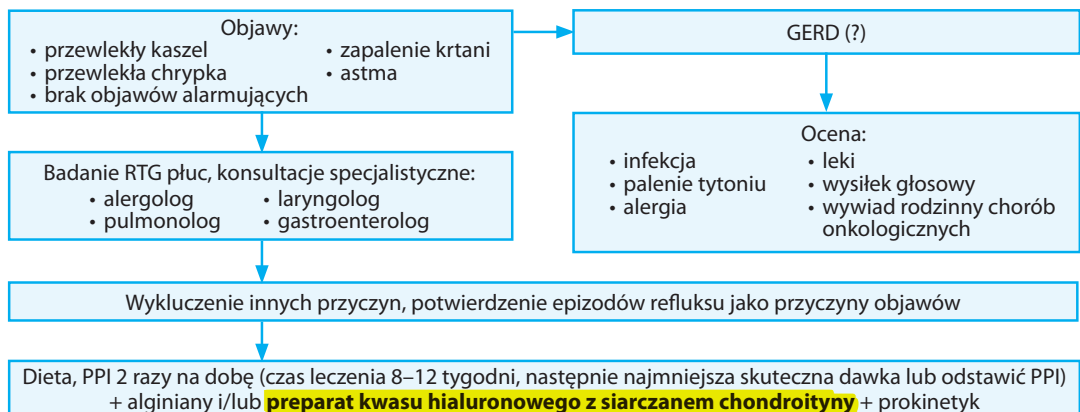 Objawy:
• przewlekły kaszel
• przewlekła chrypka
• brak objawów alarmujących
• zapalenie krtani
• astma
GERD (?)
Ocena:
• infekcja
• palenie tytoniu
• alergia
• leki
• wysiłek głosowy
• wywiad rodzinny chorób
onkologicznych
Badanie RTG płuc, konsultacje specjalistyczne:
• alergolog
• pulmonolog
• laryngolog
• gastroenterolog
Wykluczenie innych przyczyn, potwierdzenie epizodów refluksu jako przyczyny objawów
Dieta, PPI 2 razy na dobę (czas leczenia 8–12 tygodni, następnie najmniejsza skuteczna dawka lub odstawić PPI)
+ alginiany i/lub preparat kwasu hialuronowego z siarczanem chondroityny + prokinetyk